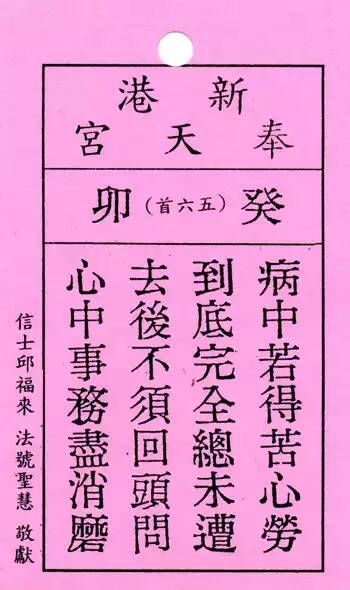 新港
奉天宮
癸(五六首)卯
病中若得苦心勞
到底完全總未遭
去後不須回頭問
心中事務盡消磨
信士邱福來 法號聖慧 敬獻